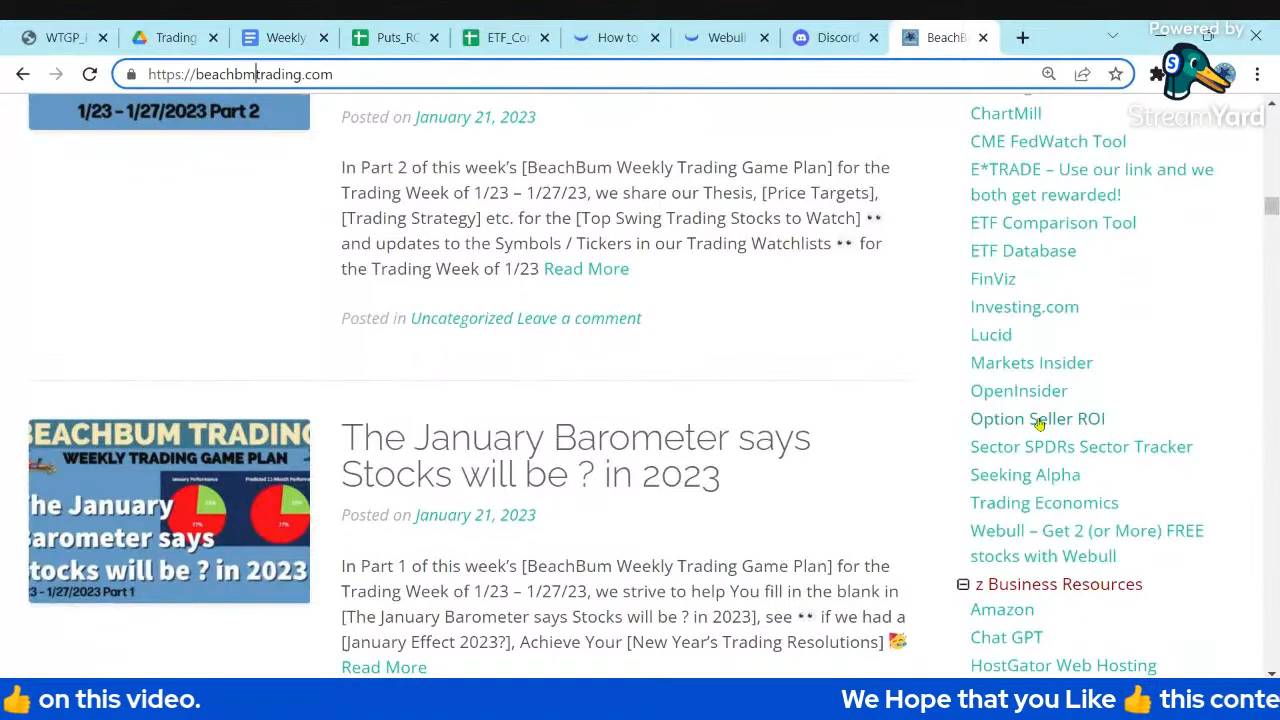 WTGP_
Trading
Weekly
Puts_RC
ETF_Con
How to
Webull
Discord
BeachB
Powered by
https://beachbmtrading.com
StreamYard
1/23 - 1/27/2023 Part 2
Posted on January 21, 2023
In Part 2 of this week's [BeachBum Weekly Trading Game Plan] for the
Trading Week of 1/23 – 1/27/23, we share our Thesis, [Price Targets],
[Trading Strategy] etc. for the [Top Swing Trading Stocks to Watch] 👀
and updates to the Symbols / Tickers in our Trading Watchlists 👀 for
the Trading Week of 1/23 Read More
Posted in Uncategorized Leave a comment
BEACHBUM TRADING
WEEKLY TRADING GAME PLAN
January Performance
The January
Barometer says
Stocks will be ? in 2023
23 - 1/27/2023 Part 1
The January Barometer says
Stocks will be ? in 2023
Posted on January 21, 2023
In Part 1 of this week's [BeachBum Weekly Trading Game Plan] for the
Trading Week of 1/23 – 1/27/23, we strive to help You fill in the blank in
[The January Barometer says Stocks will be ? in 2023], see 👀 if we had a
[January Effect 2023?], Achieve Your [New Year's Trading Resolutions] 🥳
Read More
ChartMill
CME FedWatch Tool
E*TRADE – Use our link and we
both get rewarded!
ETF Comparison Tool
ETF Database
FinViz
Investing.com
Lucid
Markets Insider
OpenInsider
Option Seller ROI
Sector SPDRs Sector Tracker
Seeking Alpha
Trading Economics
Webull – Get 2 (or More) FREE
stocks with Webull
z Business Resources
Amazon
Chat GPT
HostGator Web Hosting
👍 on this video.
We Hope that you Like 👍 this conte